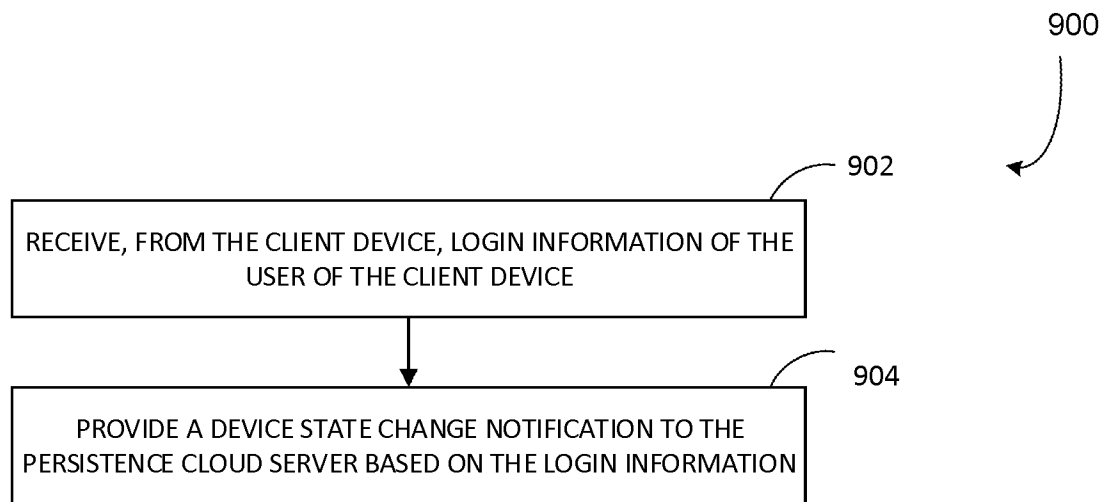 900
902
RECEIVE, FROM THE CLIENT DEVICE, LOGIN INFORMATION OF THE
USER OF THE CLIENT DEVICE
904
PROVIDE A DEVICE STATE CHANGE NOTIFICATION TO THE
PERSISTENCE CLOUD SERVER BASED ON THE LOGIN INFORMATION